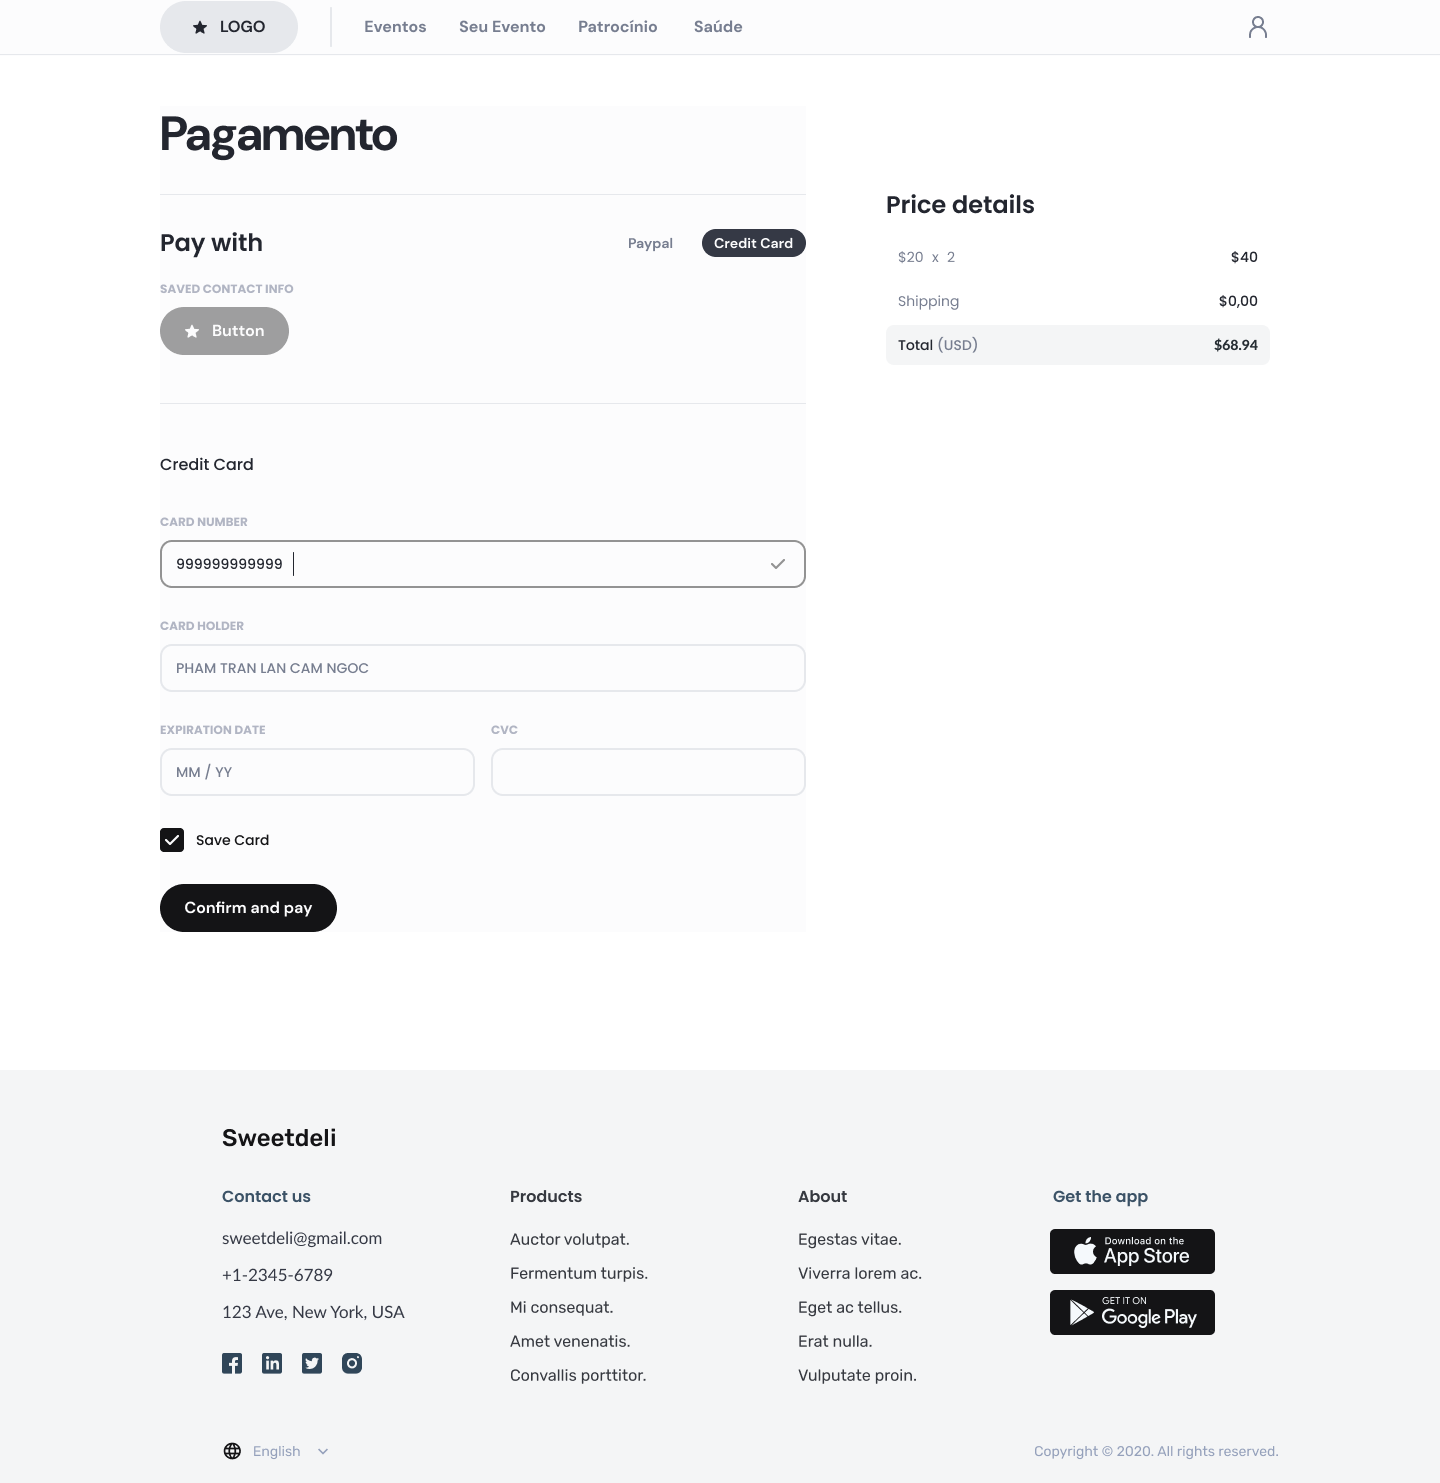 LOGO
Eventos
Seu Evento
Patrocínio
Saúde
Pagamento
Pay with
Paypal
Credit Card
SAVED CONTACT INFO
Button
Credit Card
CARD NUMBER
999999999999
CARD HOLDER
PHAM TRAN LAN CAM NGOC
EXPIRATION DATE
CVC
MM / YY
Save Card
Confirm and pay
Price details
$20 x 2
$40
Shipping
$0,00
Total (USD)
$68.94
Sweetdeli
Contact us
sweetdeli@gmail.com
+1-2345-6789
123 Ave, New York, USA
Products
Auctor volutpat.
Fermentum turpis.
Mi consequat.
Amet venenatis.
Convallis porttitor.
About
Egestas vitae.
Viverra lorem ac.
Eget ac tellus.
Erat nulla.
Vulputate proin.
Get the app
Download on the
App Store
GET IT ON
Google Play
English
Copyright © 2020. All rights reserved.